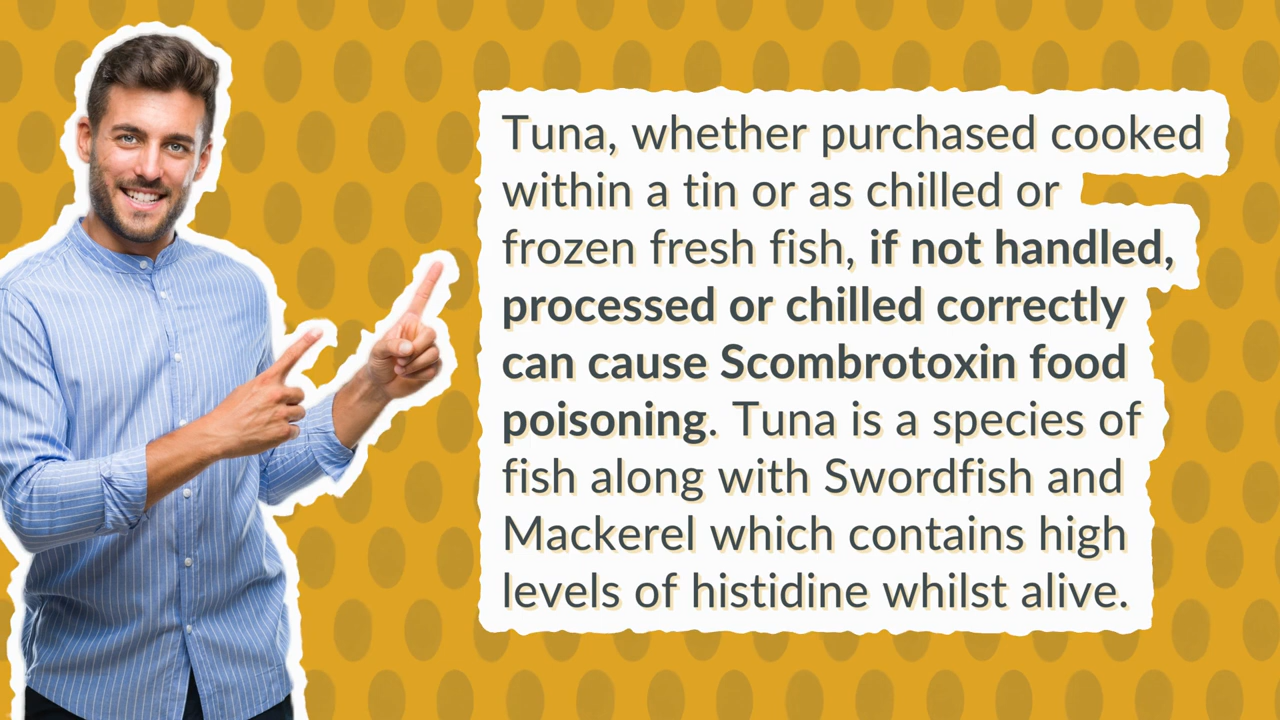 Tuna, whether purchased cooked
within a tin or as chilled or
frozen fresh fish, if not handled,
processed or chilled correctly
can cause Scombrotoxin food
poisoning. Tuna is a species of
fish along with Swordfish and
Mackerel which contains high
levels of histidine whilst alive.